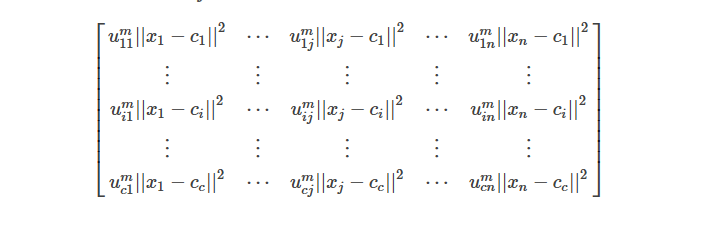 u_{11}^m||x_1 − c_1||^2 ⋯ u_{1j}^m||x_j − c_1||^2 ⋯ u_{1n}^m||x_n − c_1||^2
⋮ ⋮ ⋮ ⋮ ⋮
u_{i1}^m||x_1 − c_i||^2 ⋯ u_{ij}^m||x_j − c_i||^2 ⋯ u_{in}^m||x_n − c_i||^2
⋮ ⋮ ⋮ ⋮ ⋮
u_{c1}^m||x_1 − c_c||^2 ⋯ u_{cj}^m||x_j − c_c||^2 ⋯ u_{cn}^m||x_n − c_c||^2